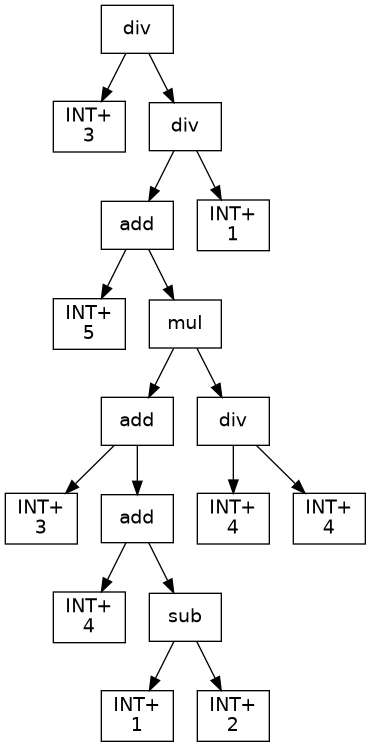 div
INT+
3
div
add
INT+
1
INT+
5
mul
add
div
INT+
3
add
INT+
4
INT+
4
INT+
4
sub
INT+
1
INT+
2